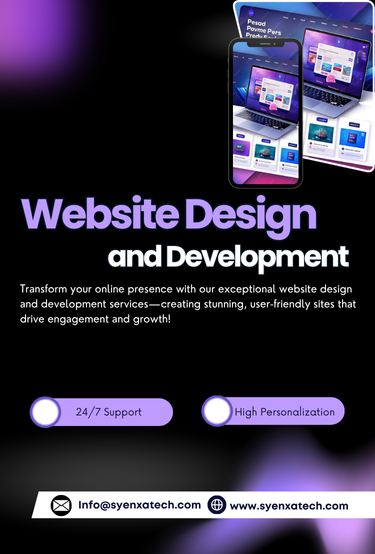 Pesad
Povme Pers
Website Design
and Development
Transform your online presence with our exceptional website design
and development services—creating stunning, user-friendly sites that
drive engagement and growth!
24/7 Support
High Personalization
Info@syenxatech.com
www.syenxatech.com